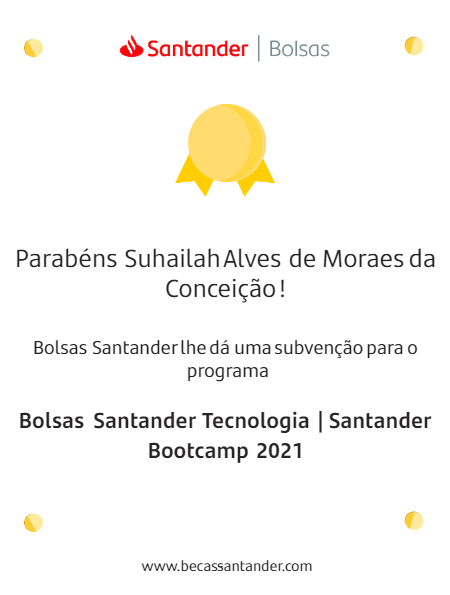 Santander | Bolsas
Parabéns Suhailah Alves de Moraes da
Conceição!
Bolsas Santander lhe dá uma subvenção para o
programa
Bolsas Santander Tecnologia | Santander
Bootcamp 2021
www.becassantander.com